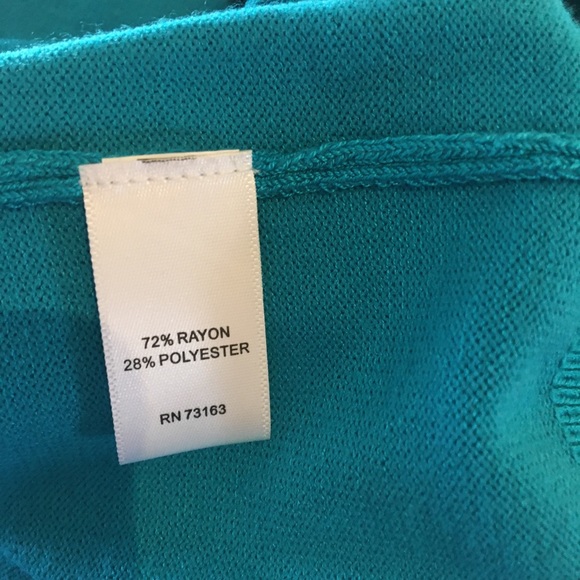 72% RAYON
28% POLYESTER
RN 73163